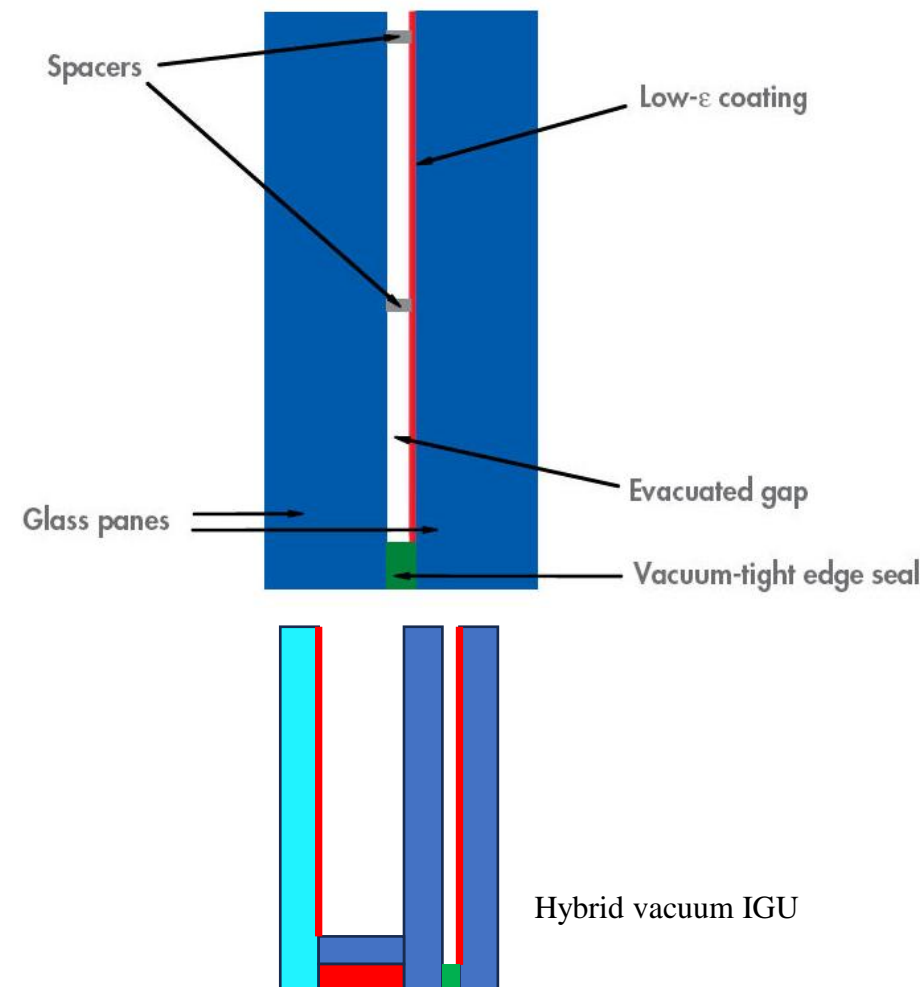 Spacers
Low-ε coating
Evacuated gap
Glass panes
Vacuum-tight edge seal
Hybrid vacuum IGU